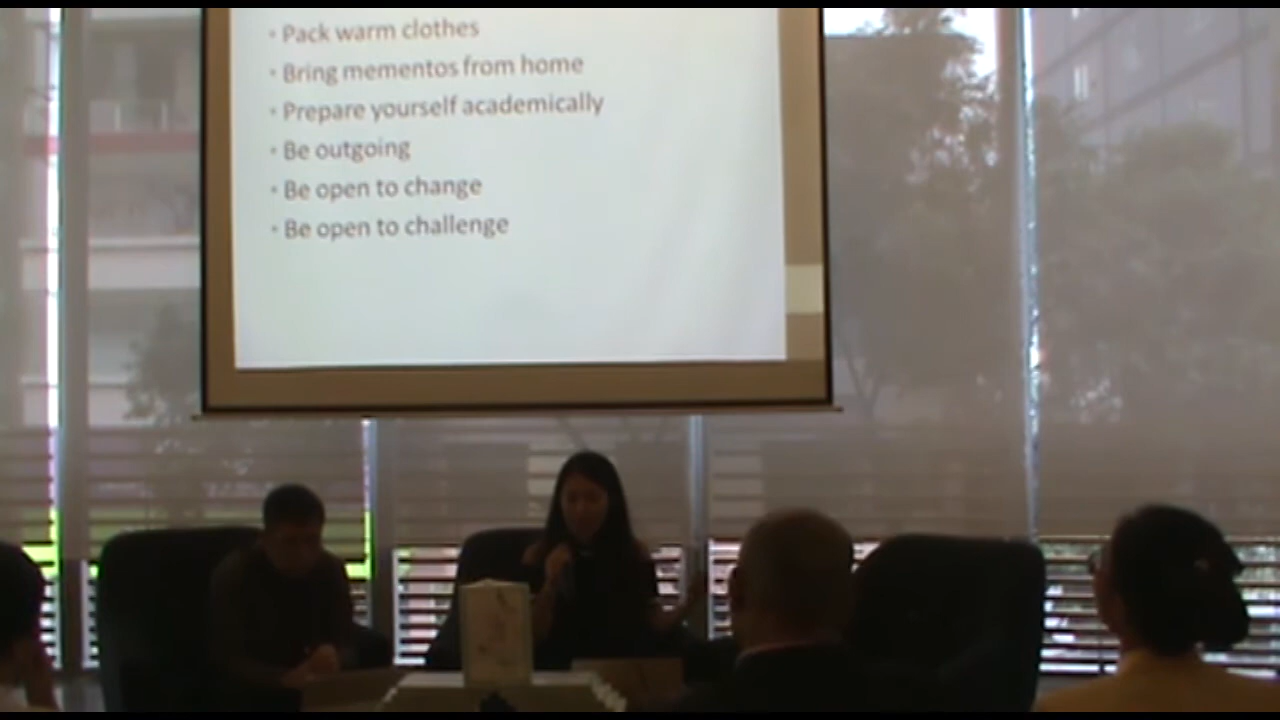 • Pack warm clothes
• Bring mementos from home
• Prepare yourself academically
• Be outgoing
• Be open to change
• Be open to challenge